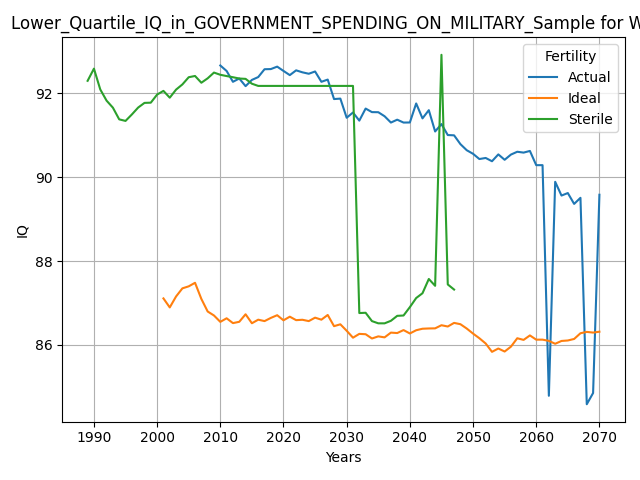 Lower_Quartile_IQ_in_GOVERNMENT_SPENDING_ON_MILITARY_Sample for W
Fertility
Actual
Ideal
Sterile
IQ
92
90
88
86
1990 2000 2010 2020 2030 2040 2050 2060 2070
Years